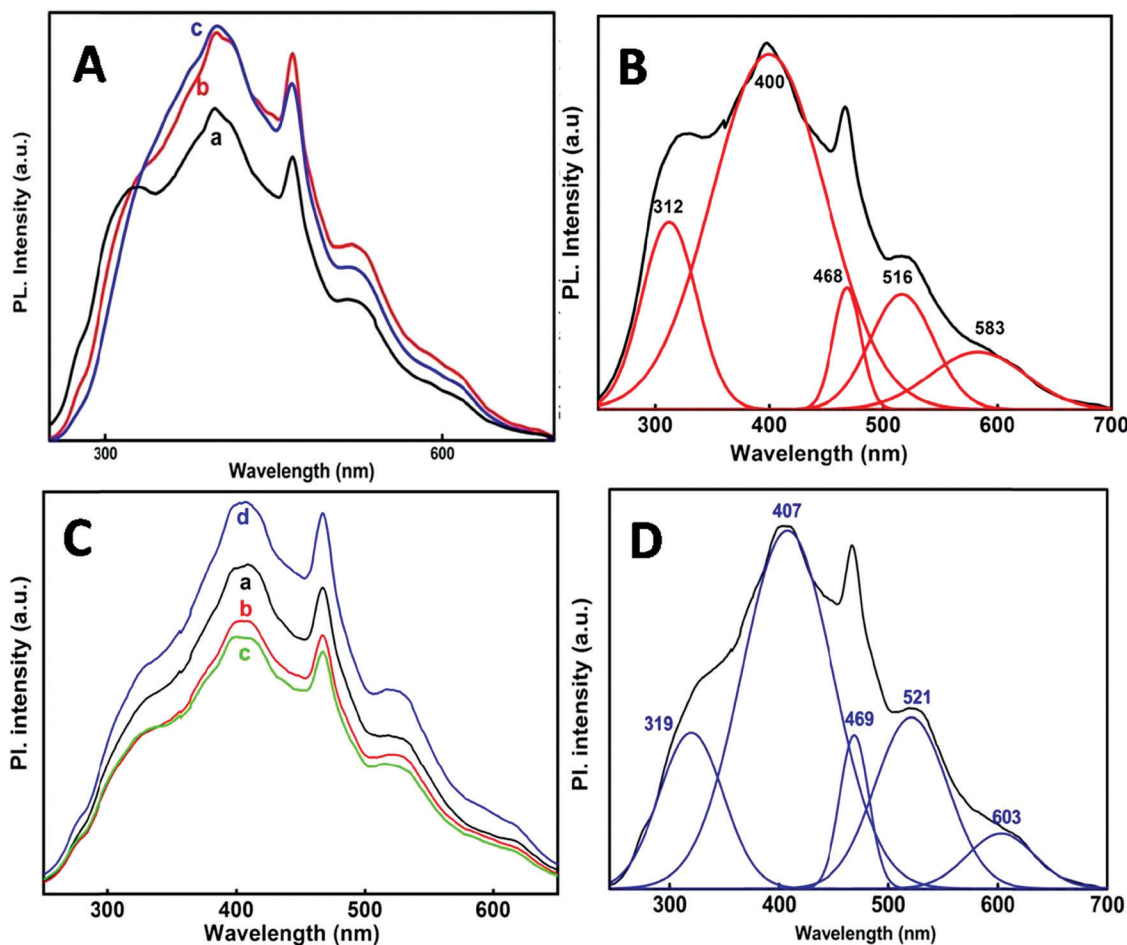 A
c
b
a
PL. Intensity (a.u.)
300
600
Wavelength (nm)
B
400
312
468
516
583
PL. Intensity (a.u)
300
400
500
600
700
Wavelength (nm)
C
d
a
b
c
Pl. intensity (a.u.)
300
400
500
600
Wavelength (nm)
D
407
319
469
521
603
Pl. intensity (a.u.)
300
400
500
600
700
Wavelength (nm)